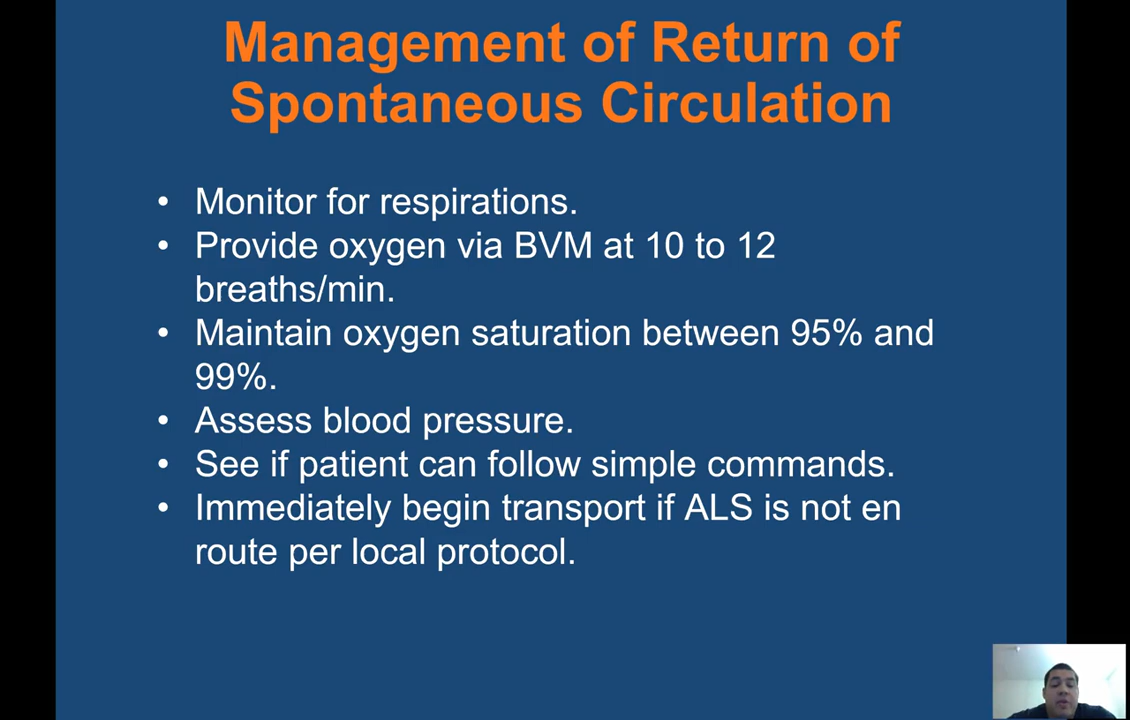 Management of Return of
Spontaneous Circulation
• Monitor for respirations.
• Provide oxygen via BVM at 10 to 12
breaths/min.
• Maintain oxygen saturation between 95% and
99%.
• Assess blood pressure.
• See if patient can follow simple commands.
• Immediately begin transport if ALS is not en
route per local protocol.